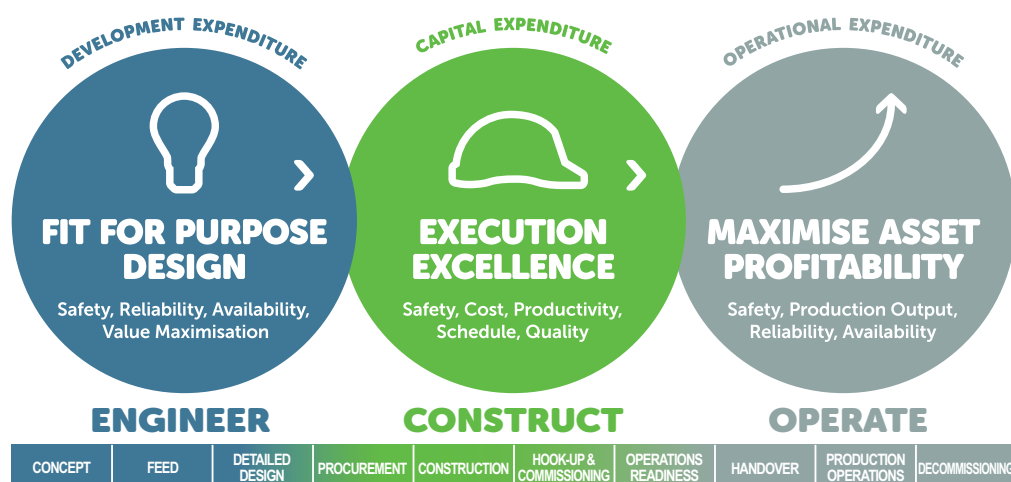 DEVELOPMENT EXPENDITURE
FIT FOR PURPOSE
DESIGN
Safety, Reliability, Availability,
Value Maximisation
ENGINEER
CAPITAL EXPENDITURE
EXECUTION
EXCELLENCE
Safety, Cost, Productivity,
Schedule, Quality
CONSTRUCT
OPERATIONAL EXPENDITURE
MAXIMISE ASSET
PROFITABILITY
Safety, Production Output,
Reliability, Availability
OPERATE
CONCEPT
FEED
DETAILED
DESIGN
PROCUREMENT
CONSTRUCTION
HOOK-UP &
COMMISSIONING
OPERATIONS
READINESS
HANDOVER
PRODUCTION
OPERATIONS
DECOMMISSIONING